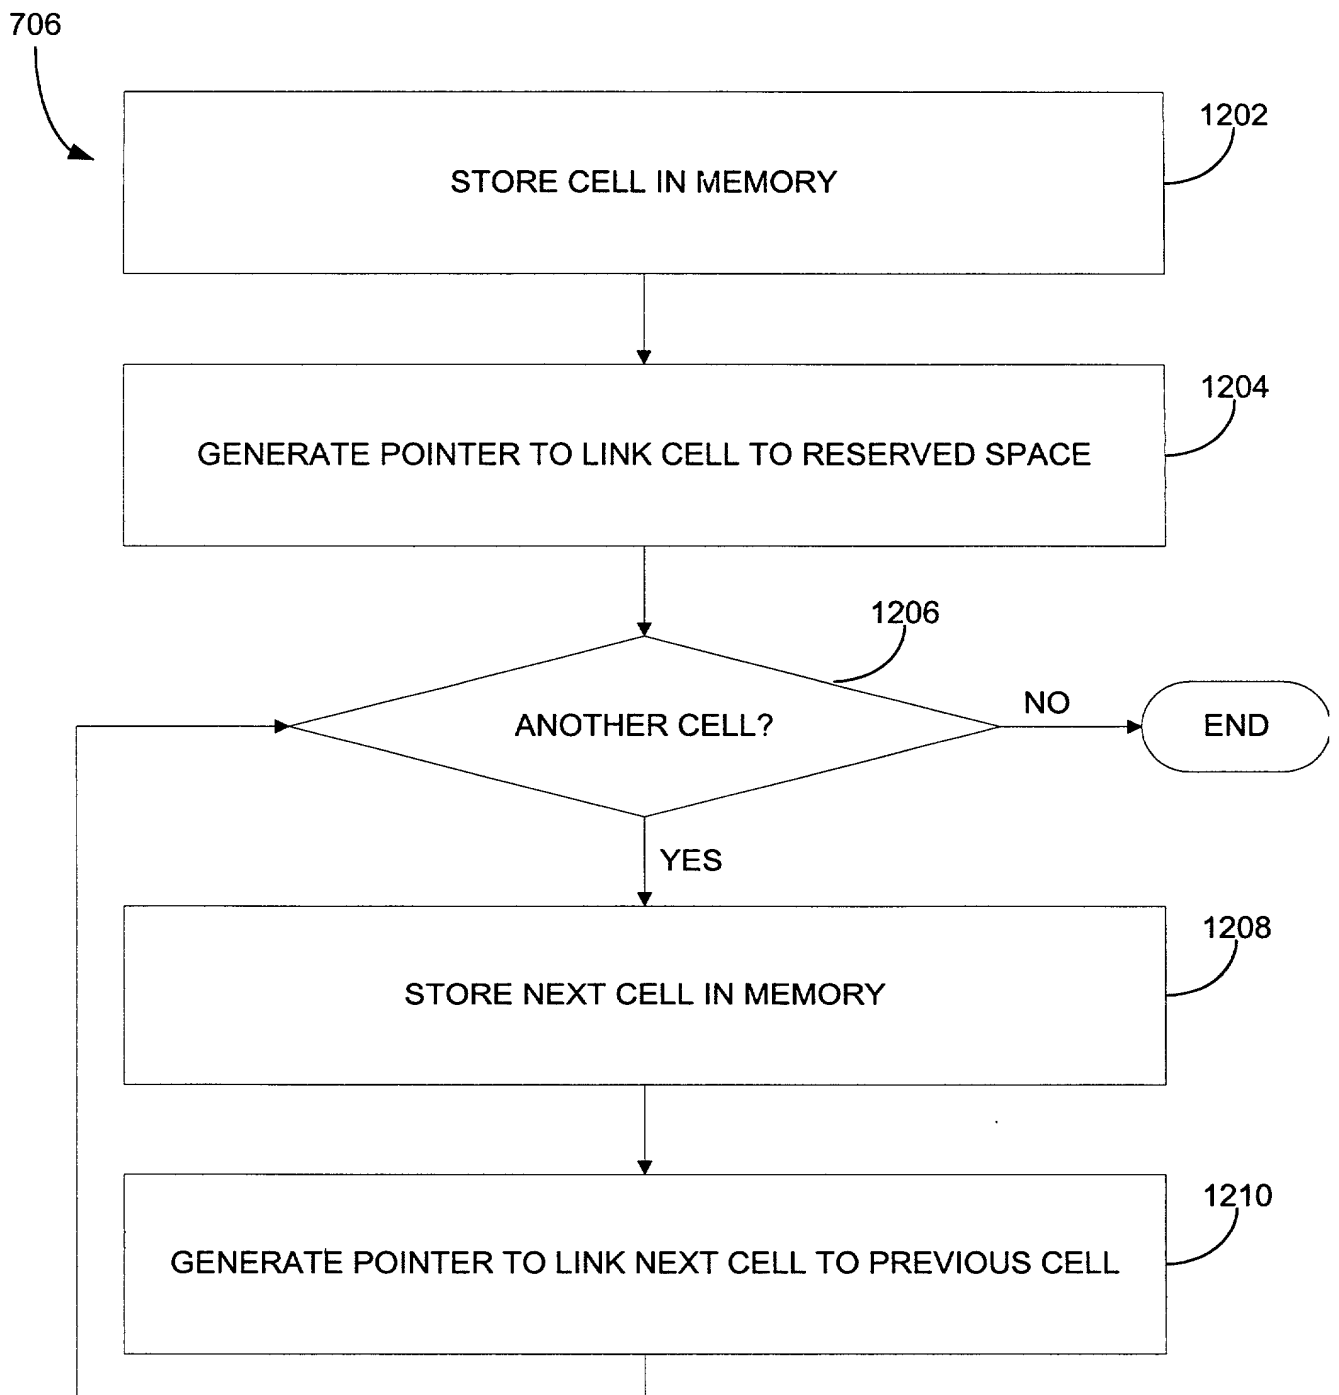 706
1202
STORE CELL IN MEMORY
1204
GENERATE POINTER TO LINK CELL TO RESERVED SPACE
1206
ANOTHER CELL?
NO
END
YES
1208
STORE NEXT CELL IN MEMORY
1210
GENERATE POINTER TO LINK NEXT CELL TO PREVIOUS CELL